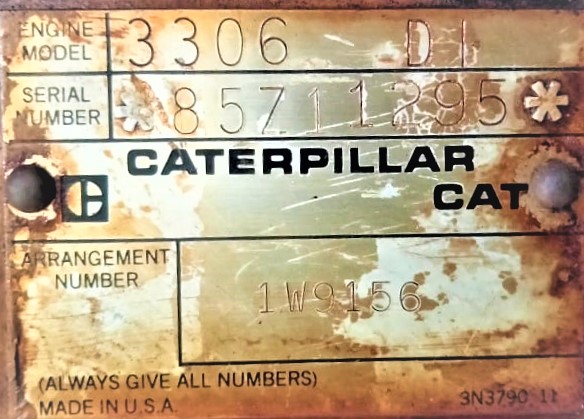 ENGINE MODEL 3306 DI
SERIAL NUMBER *85Z11295*
CATERPILLAR
CAT
ARRANGEMENT NUMBER
1W9156
(ALWAYS GIVE ALL NUMBERS)
MADE IN U.S.A. 3N3790 11